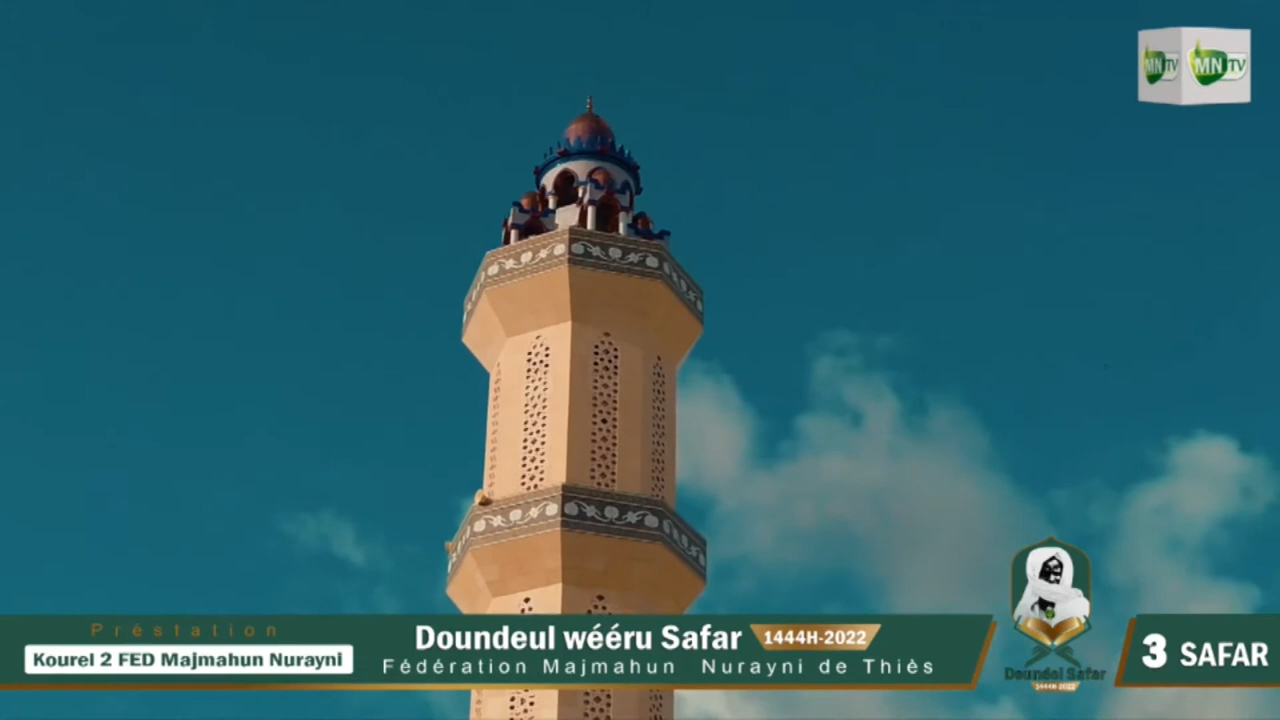 MN TV
MN TV
Préstation
Kourel 2 FED Majmahun Nurayni
Doundeul wééru Safar
1444H-2022
Fédération Majmahun Nurayni de Thiès
Doundel Safar
1444H-2022
3 SAFAR